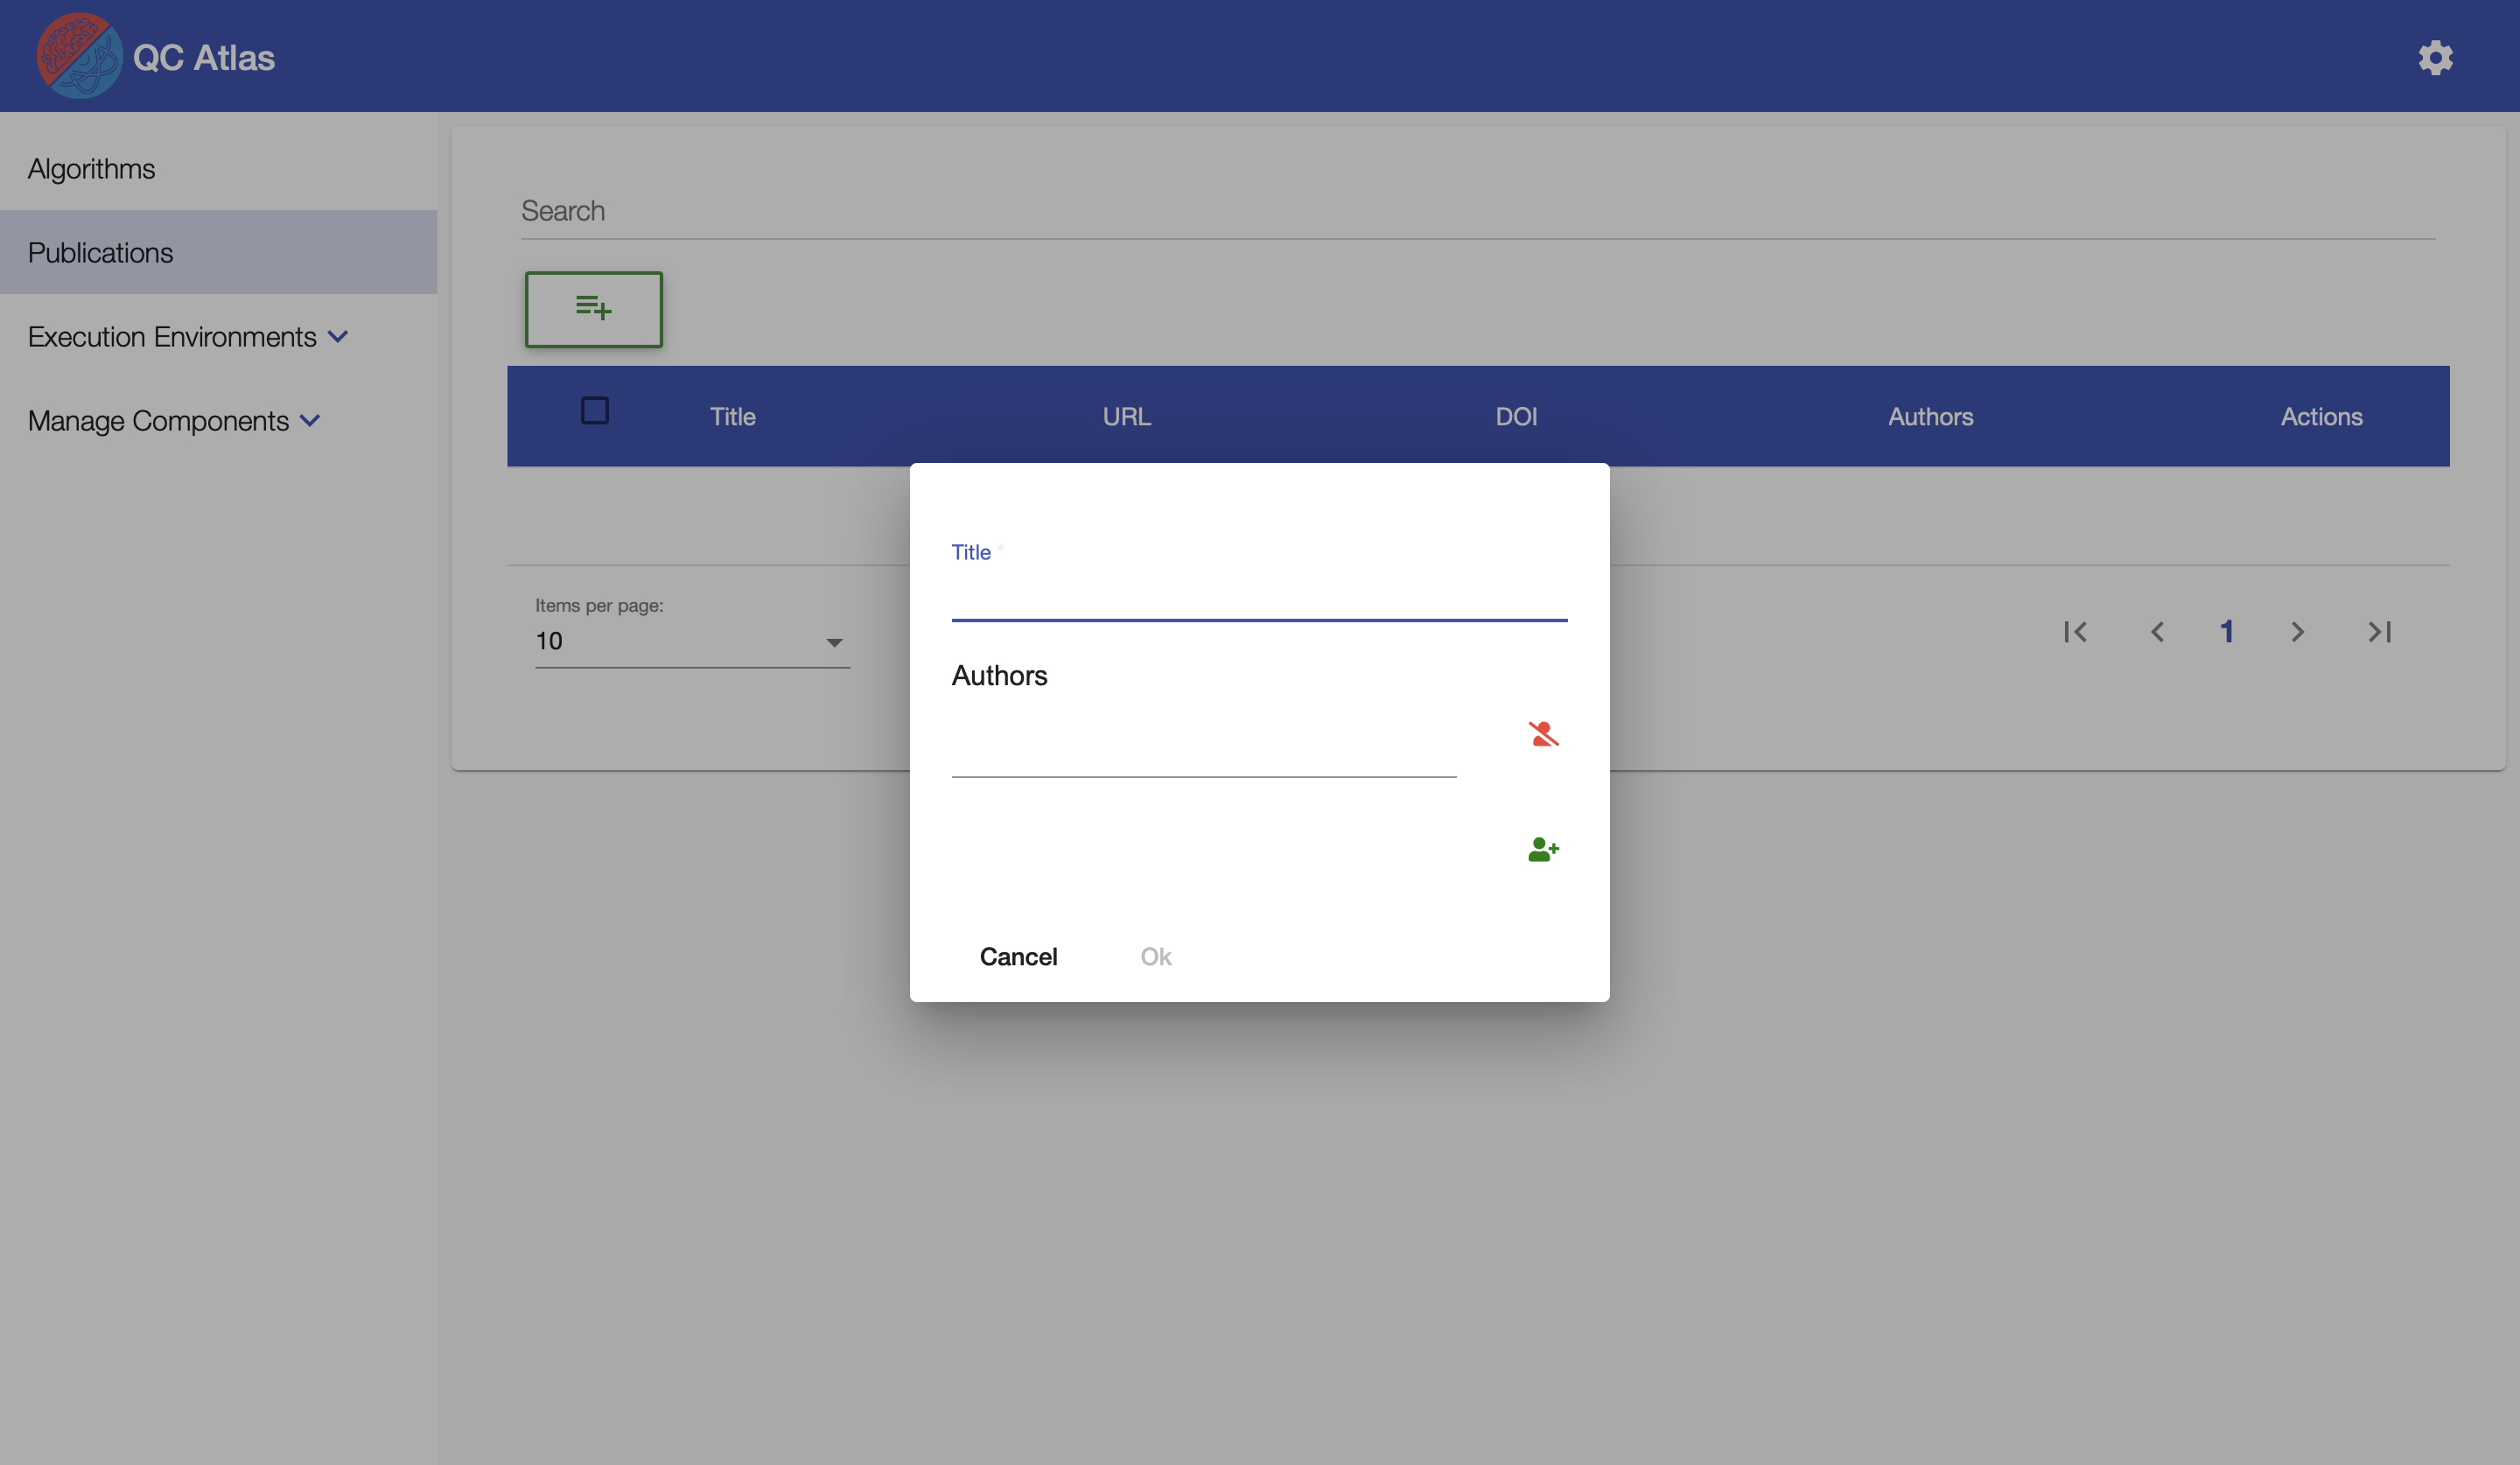 QC Atlas
Algorithms
Publications
Execution Environments
Manage Components
Search
Title URL DOI Authors Actions
Items per page:
10
1
Title *
Authors
Cancel Ok